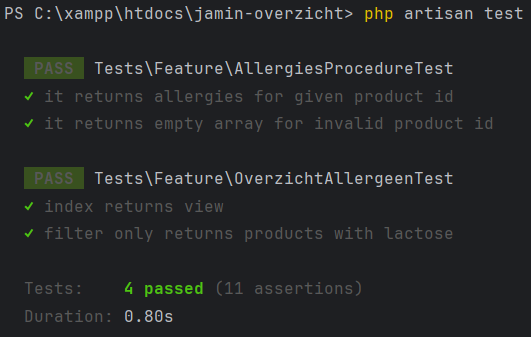 PS C:\xampp\htdocs\jamin-overzicht> php artisan test
PASS Tests\Feature\AllergiesProcedureTest
✓ it returns allergies for given product id
✓ it returns empty array for invalid product id
PASS Tests\Feature\OverzichtAllergeenTest
✓ index returns view
✓ filter only returns products with lactose
Tests: 4 passed (11 assertions)
Duration: 0.80s